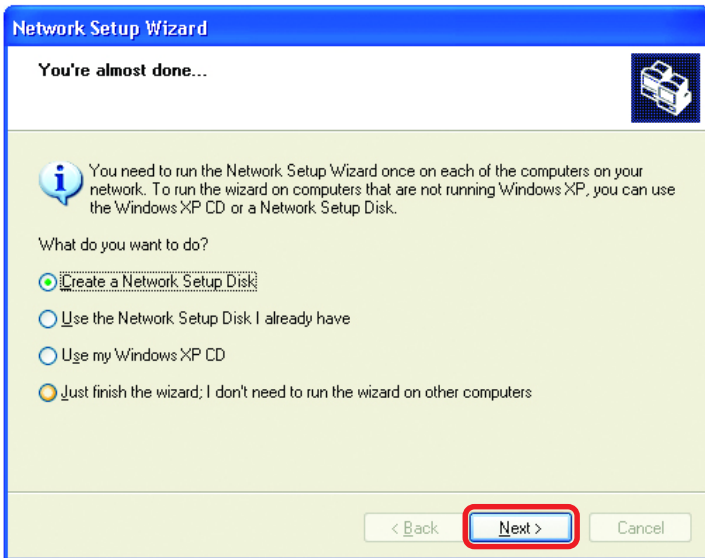 Network Setup Wizard
You're almost done...
You need to run the Network Setup Wizard once on each of the computers on your
network. To run the wizard on computers that are not running Windows XP, you can use
the Windows XP CD or a Network Setup Disk.
What do you want to do?
Create a Network Setup Disk
Use the Network Setup Disk I already have
Use my Windows XP CD
Just finish the wizard; I don't need to run the wizard on other computers
< Back Next > Cancel